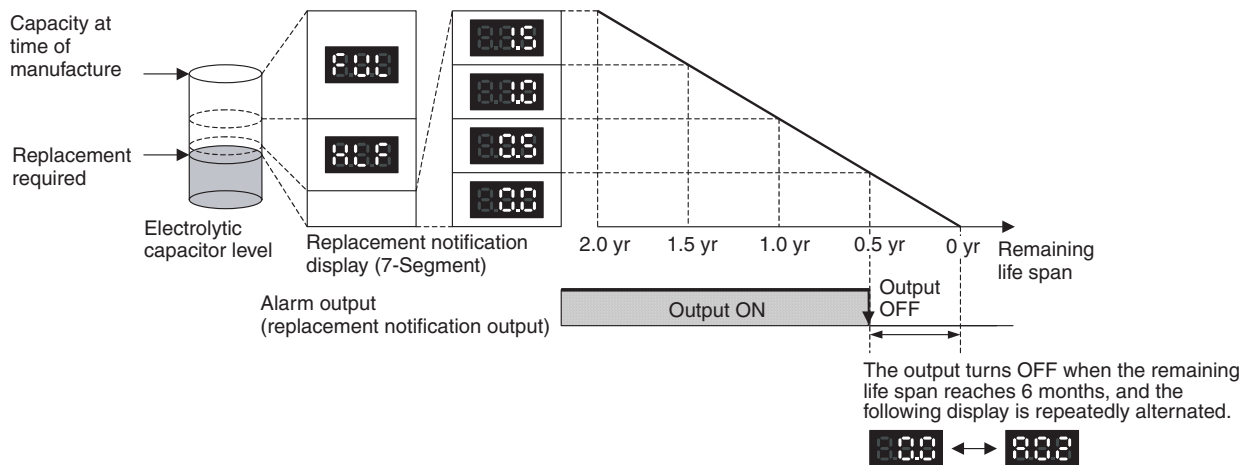 Capacity at
time of
manufacture
Replacement
required
Electrolytic
capacitor level
FUL
HLF
1.5
1.0
0.5
0.0
Replacement notification
display (7-Segment)
2.0 yr
1.5 yr
1.0 yr
0.5 yr
0 yr
Remaining
life span
Alarm output
(replacement notification output)
Output ON
Output
OFF
The output turns OFF when the remaining
life span reaches 6 months, and the
following display is repeatedly alternated.
0.0
A02